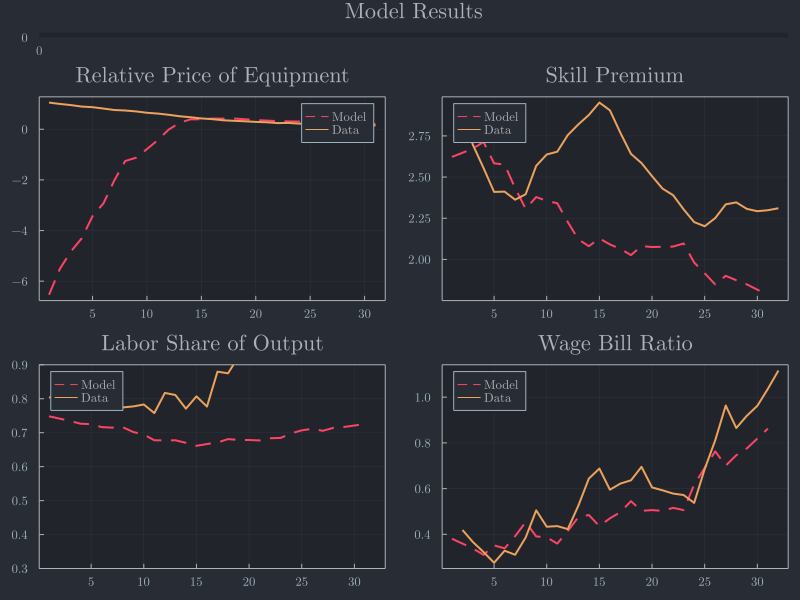 Model Results
0
0
Relative Price of Equipment
Model
Data
0
−2
−4
−6
5 10 15 20 25 30
Skill Premium
Model
Data
2.75
2.50
2.25
2.00
5 10 15 20 25 30
Labor Share of Output
Model
Data
0.9
0.8
0.7
0.6
0.5
0.4
0.3
5 10 15 20 25 30
Wage Bill Ratio
Model
Data
1.0
0.8
0.6
0.4
5 10 15 20 25 30